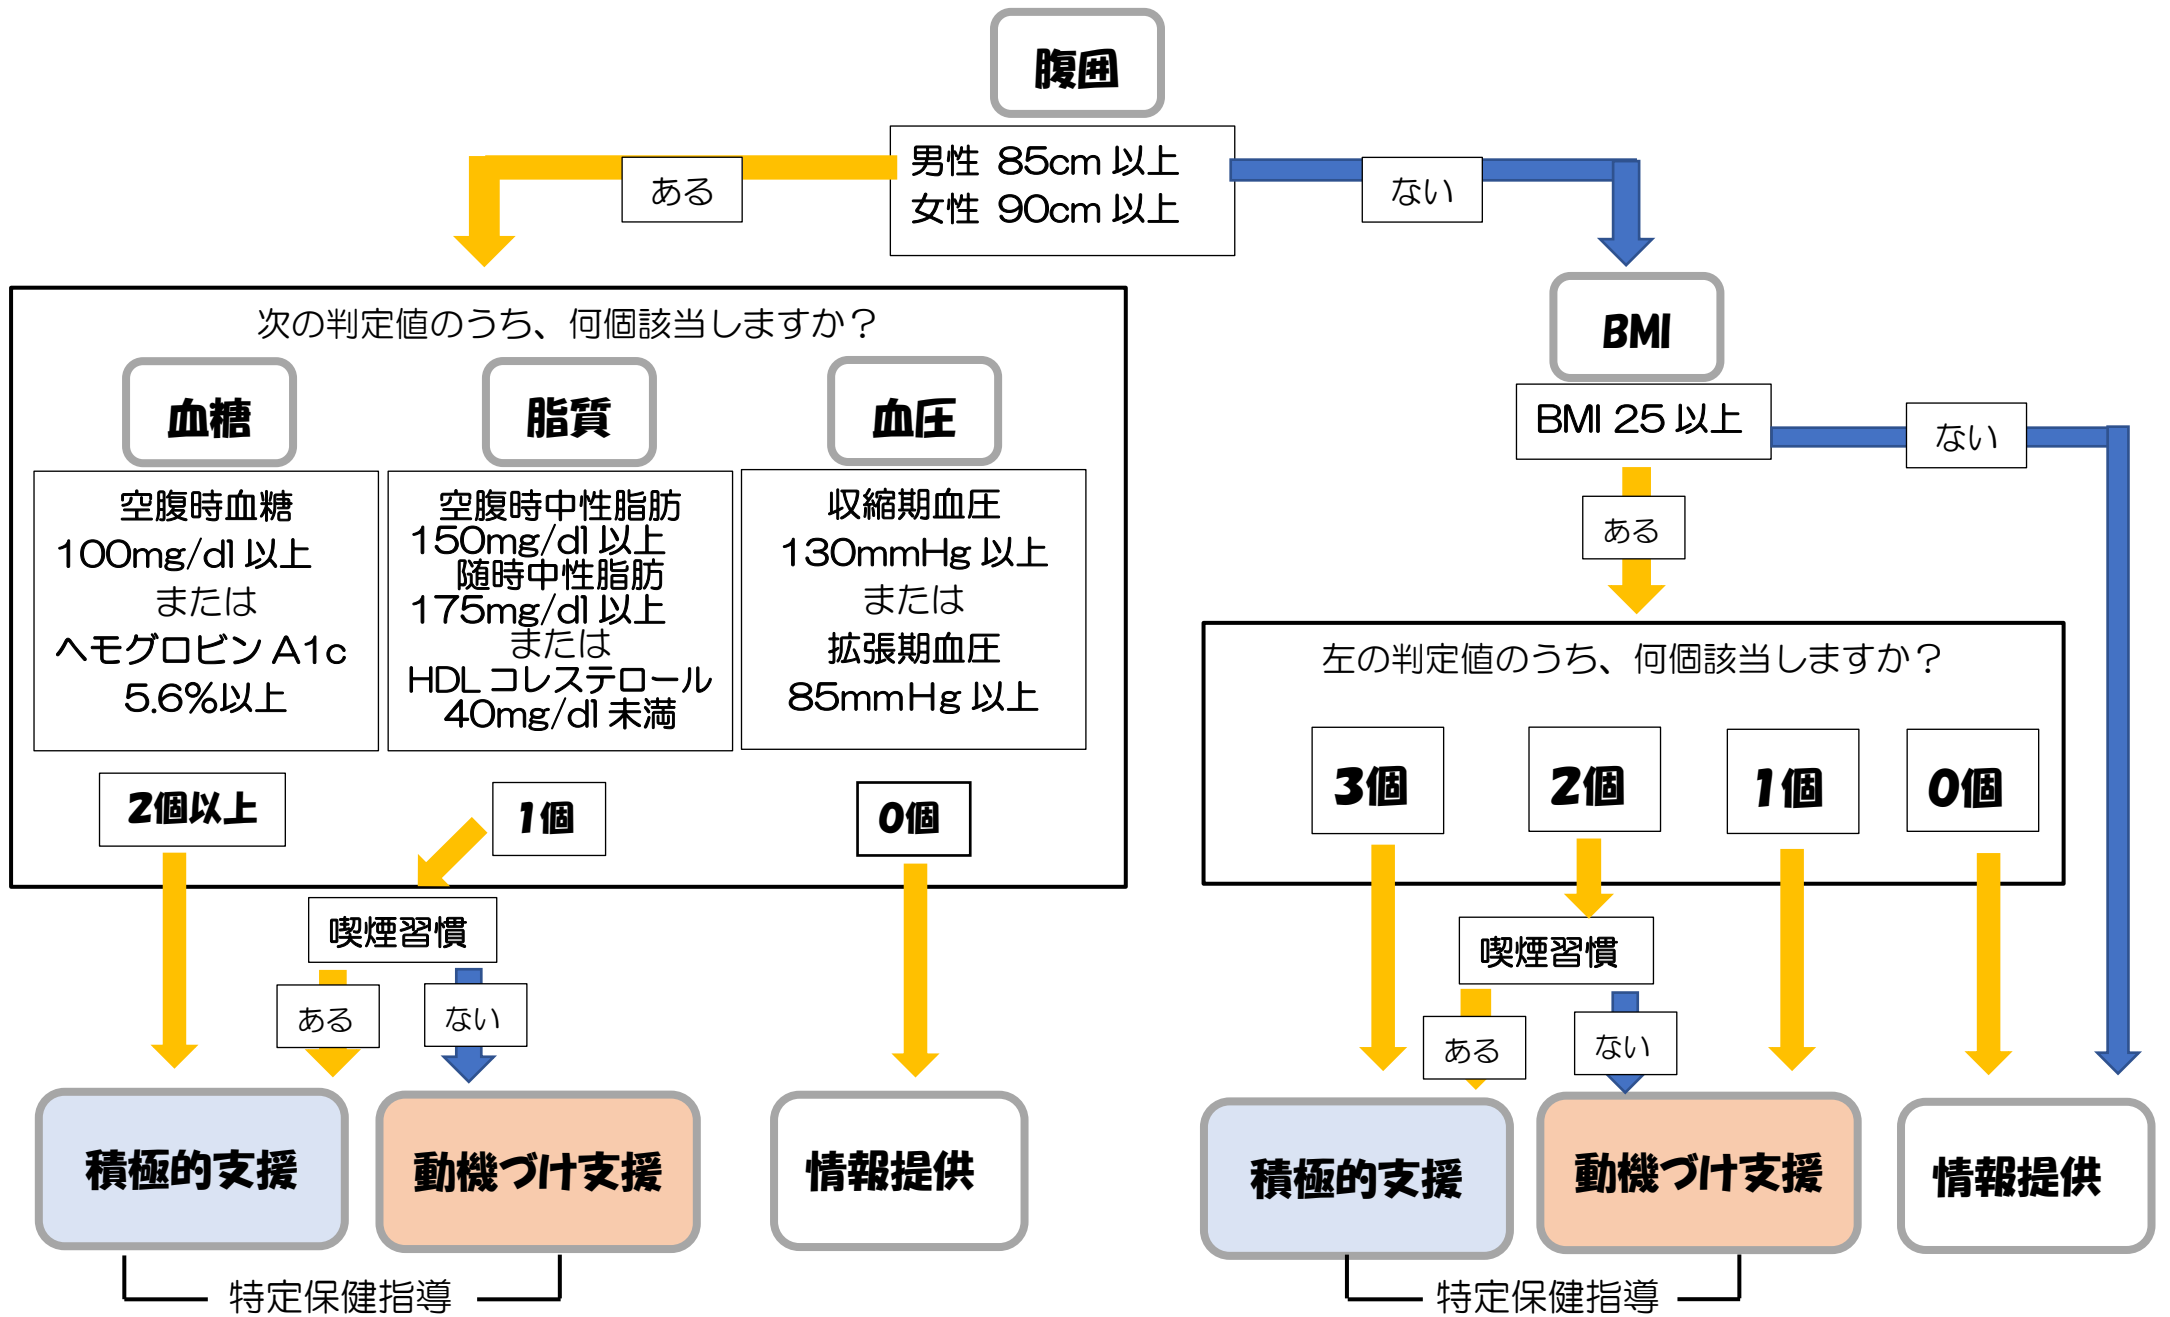 腹囲
男性 85cm 以上
女性 90cm 以上
ある
ない
次の判定値のうち、何個該当しますか？
血糖
空腹時血糖
100mg/dl 以上
または
ヘモグロビン A1c
5.6%以上
脂質
空腹時中性脂肪
150mg/dl 以上
随時中性脂肪
175mg/dl 以上
または
HDL コレステロール
40mg/dl 未満
血圧
収縮期血圧
130mmHg 以上
または
拡張期血圧
85mmHg 以上
2個以上
1個
0個
喫煙習慣
ある
ない
積極的支援
動機づけ支援
情報提供
特定保健指導
BMI
BMI 25 以上
ない
ある
左の判定値のうち、何個該当しますか？
3個
2個
1個
0個
喫煙習慣
ある
ない
積極的支援
動機づけ支援
情報提供
特定保健指導